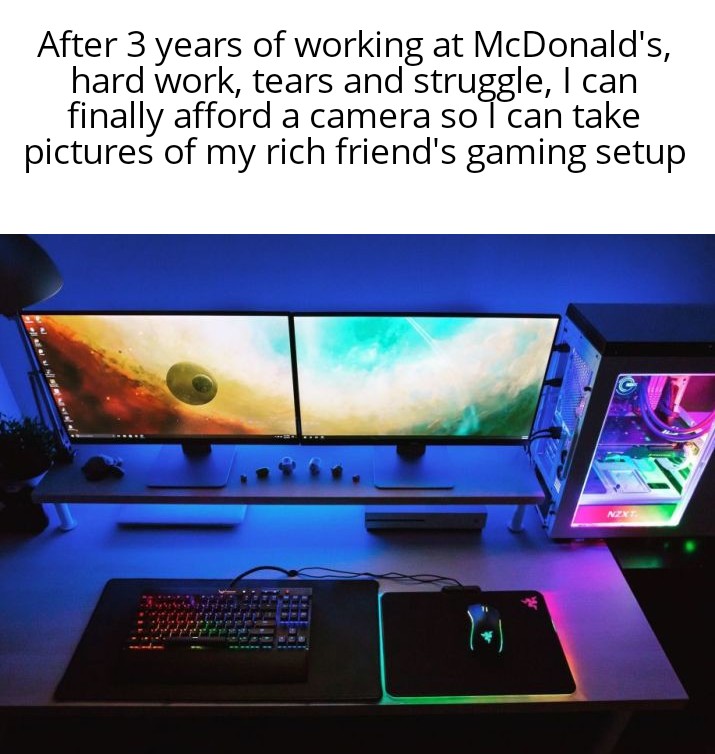 After 3 years of working at McDonald's,
hard work, tears and struggle, I can
finally afford a camera so I can take
pictures of my rich friend's gaming setup
NZXT